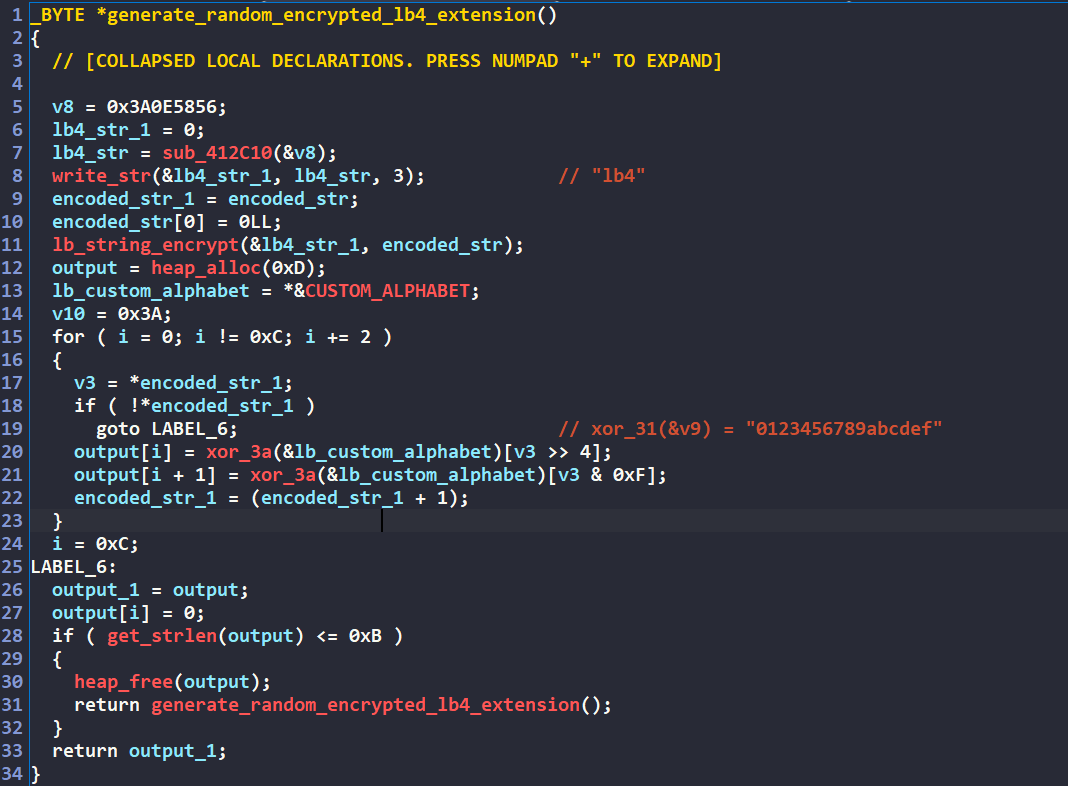 1 _BYTE *generate_random_encrypted_lb4_extension()
2 {
3 // [COLLAPSED LOCAL DECLARATIONS. PRESS NUMPAD "+" TO EXPAND]
4
5 v8 = 0x3A0E5856;
6 lb4_str_1 = 0;
7 lb4_str = sub_412C10(&v8);
8 write_str(&lb4_str_1, lb4_str, 3); // "lb4"
9 encoded_str_1 = encoded_str;
10 encoded_str[0] = 0LL;
11 lb_string_encrypt(&lb4_str_1, encoded_str);
12 output = heap_alloc(0xD);
13 lb_custom_alphabet = *&CUSTOM_ALPHABET;
14 v10 = 0x3A;
15 for ( i = 0; i != 0xC; i += 2 )
16 {
17 v3 = *encoded_str_1;
18 if ( !*encoded_str_1 )
19 goto LABEL_6; // xor_31(&v9) = "0123456789abcdef"
20 output[i] = xor_3a(&lb_custom_alphabet)[v3 >> 4];
21 output[i + 1] = xor_3a(&lb_custom_alphabet)[v3 & 0xF];
22 encoded_str_1 = (encoded_str_1 + 1);
23 }
24 i = 0xC;
25 LABEL_6:
26 output_1 = output;
27 output[i] = 0;
28 if ( get_strlen(output) <= 0xB )
29 {
30 heap_free(output);
31 return generate_random_encrypted_lb4_extension();
32 }
33 return output_1;
34 }